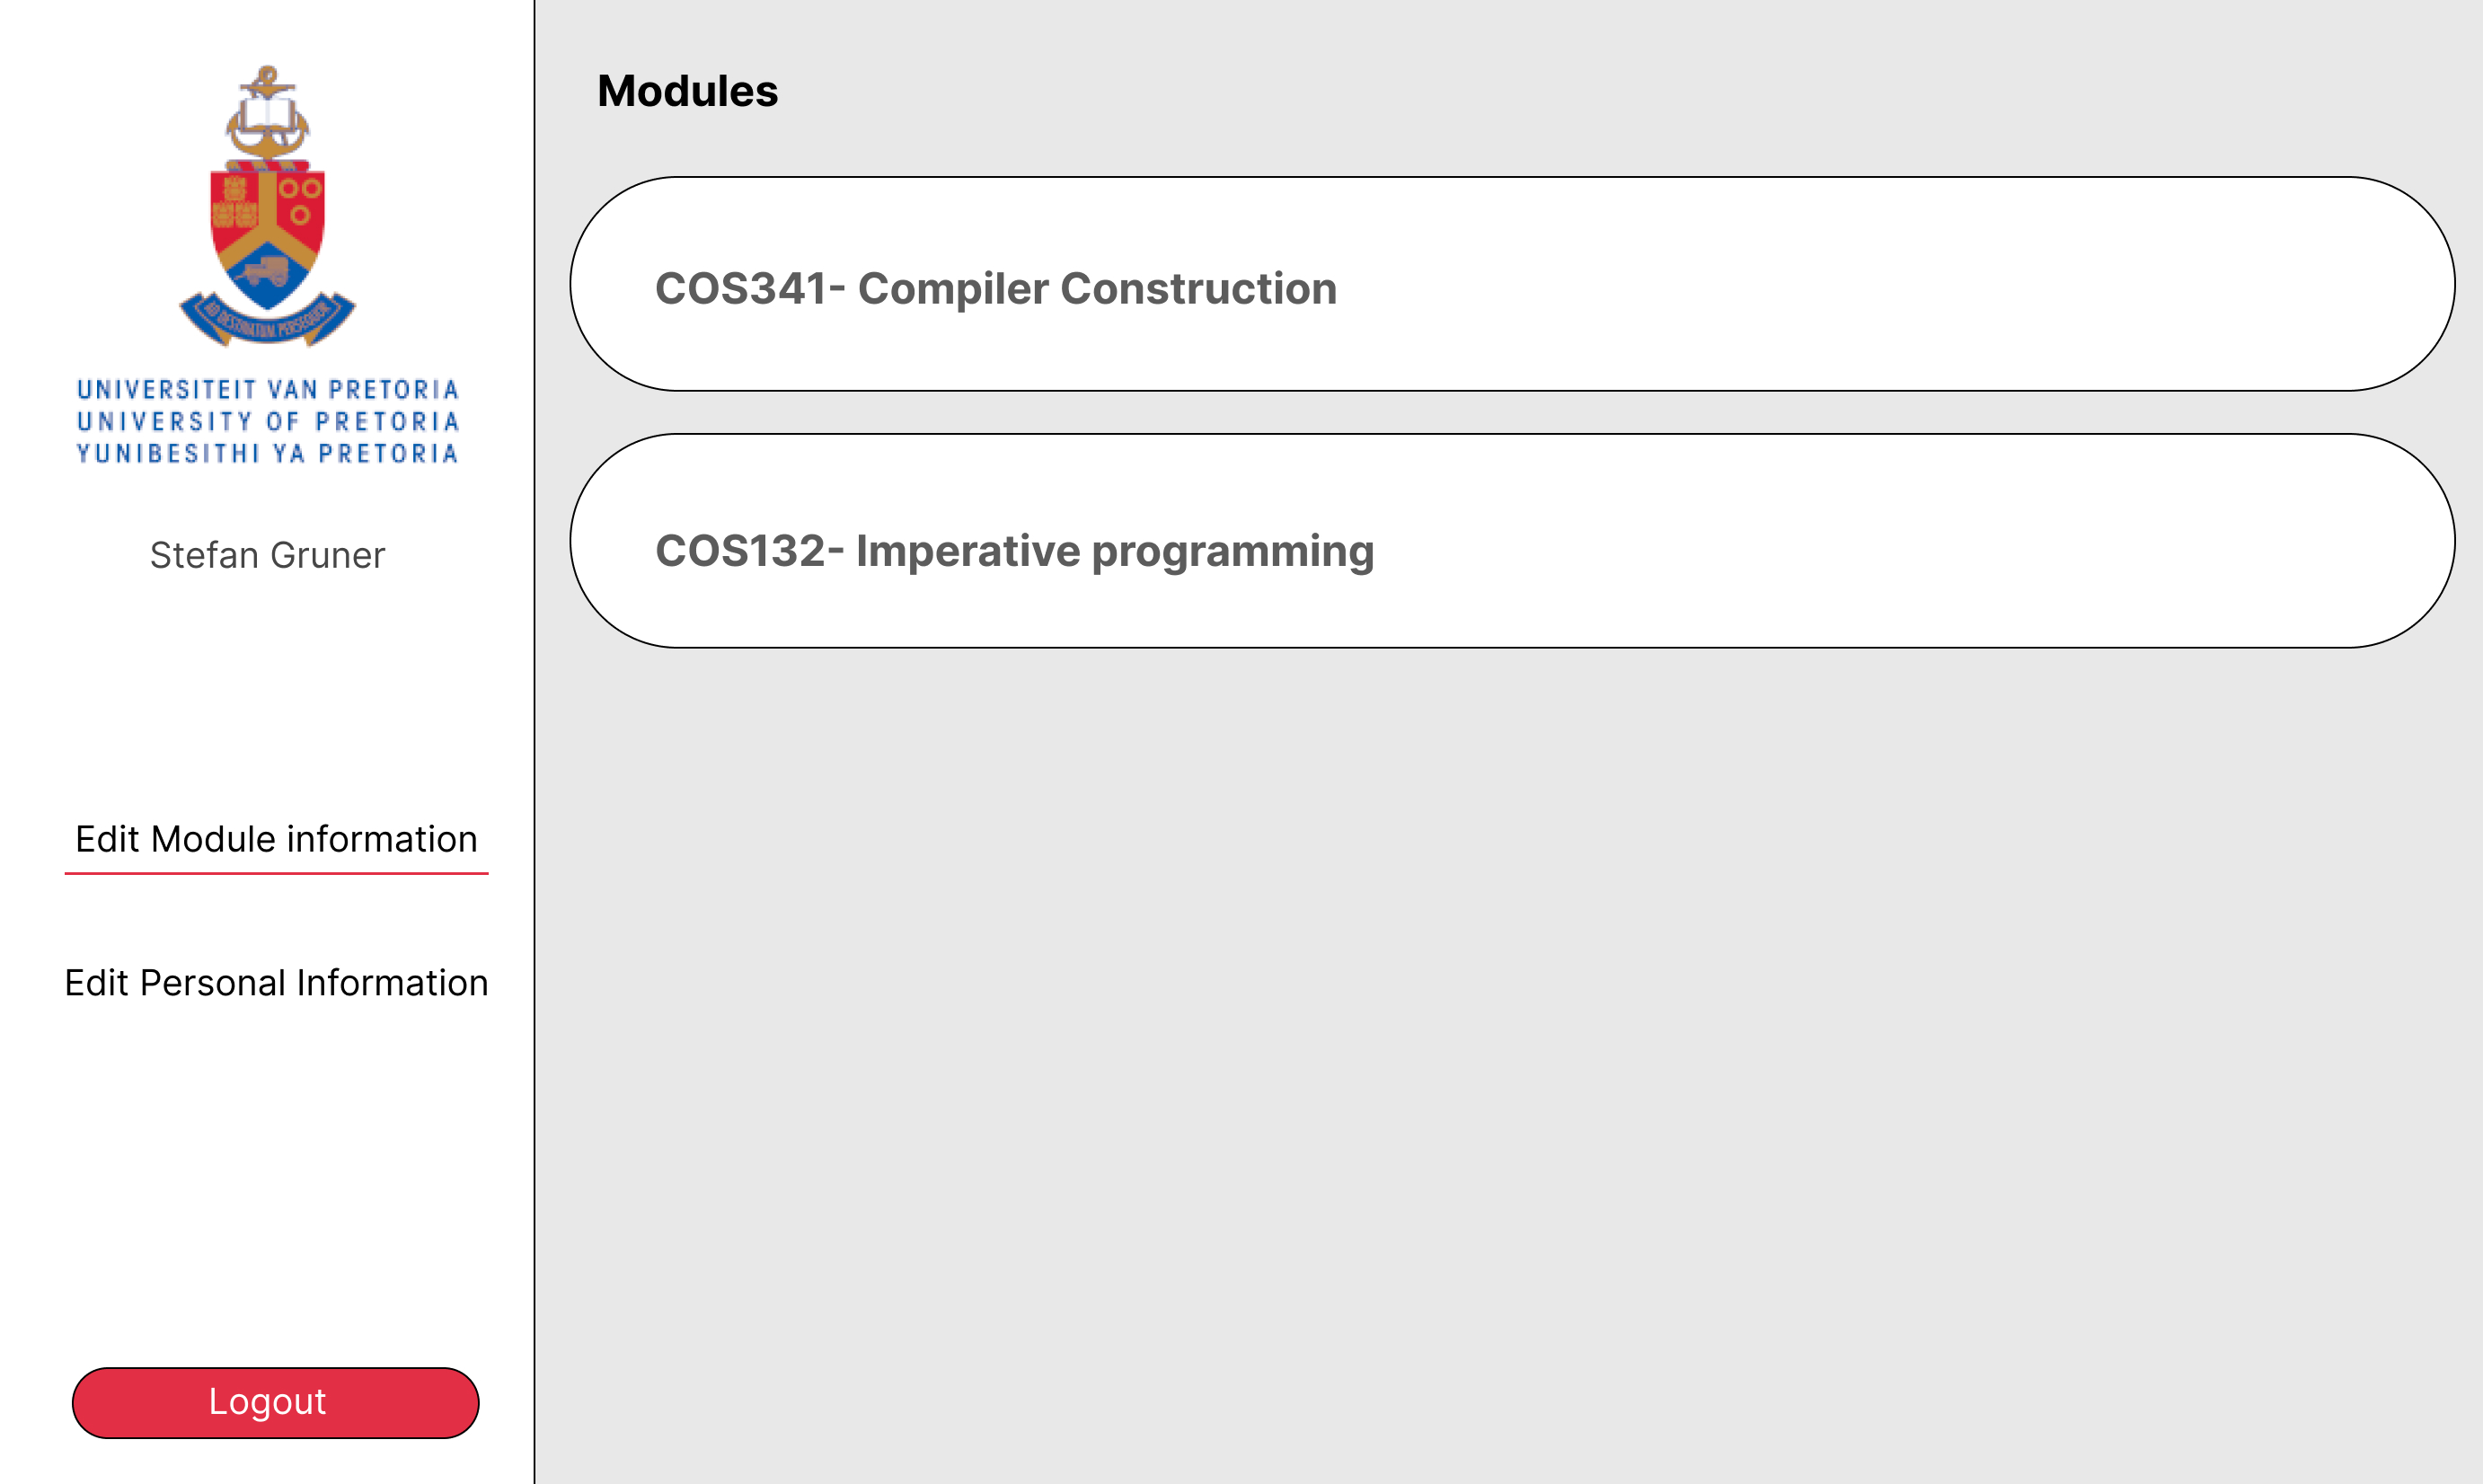 AD DESTINATUM PERSEQUOR
UNIVERSITEIT VAN PRETORIA
UNIVERSITY OF PRETORIA
YUNIBESITHI YA PRETORIA
Stefan Gruner
Edit Module information
Edit Personal Information
Logout
Modules
COS341- Compiler Construction
COS132- Imperative programming